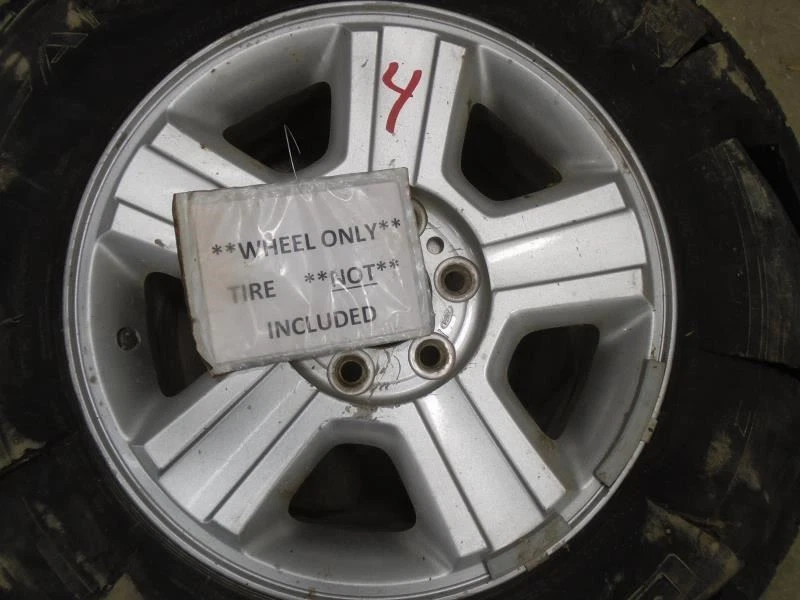 4
**WHEEL ONLY**
TIRE **NOT**
INCLUDED